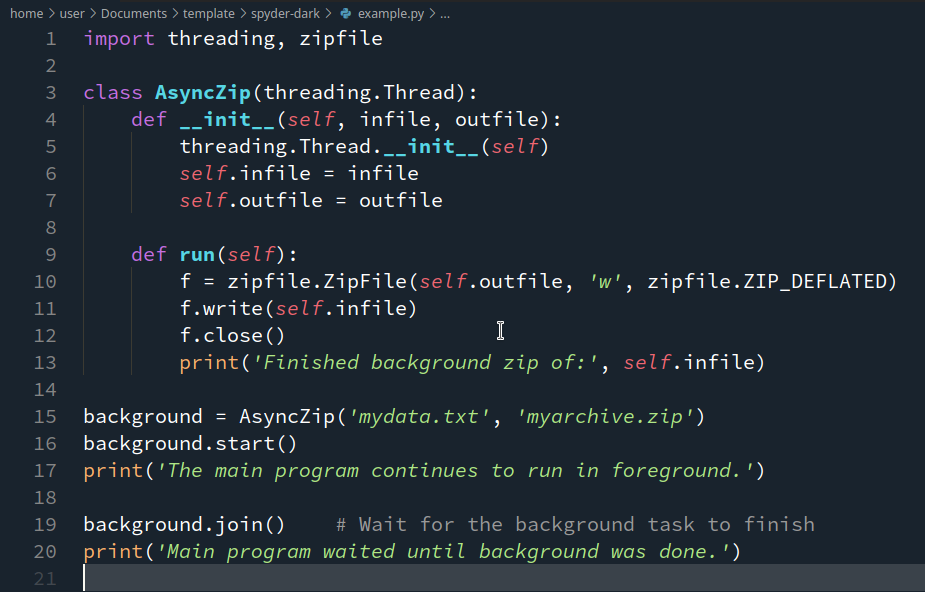 home > user > Documents > template > spyder-dark > example.py > ...
1 import threading, zipfile
2
3 class AsyncZip(threading.Thread):
4     def __init__(self, infile, outfile):
5         threading.Thread.__init__(self)
6         self.infile = infile
7         self.outfile = outfile
8
9     def run(self):
10         f = zipfile.ZipFile(self.outfile, 'w', zipfile.ZIP_DEFLATED)
11         f.write(self.infile)
12         f.close()
13         print('Finished background zip of:', self.infile)
14
15 background = AsyncZip('mydata.txt', 'myarchive.zip')
16 background.start()
17 print('The main program continues to run in foreground.')
18
19 background.join()    # Wait for the background task to finish
20 print('Main program waited until background was done.')
21